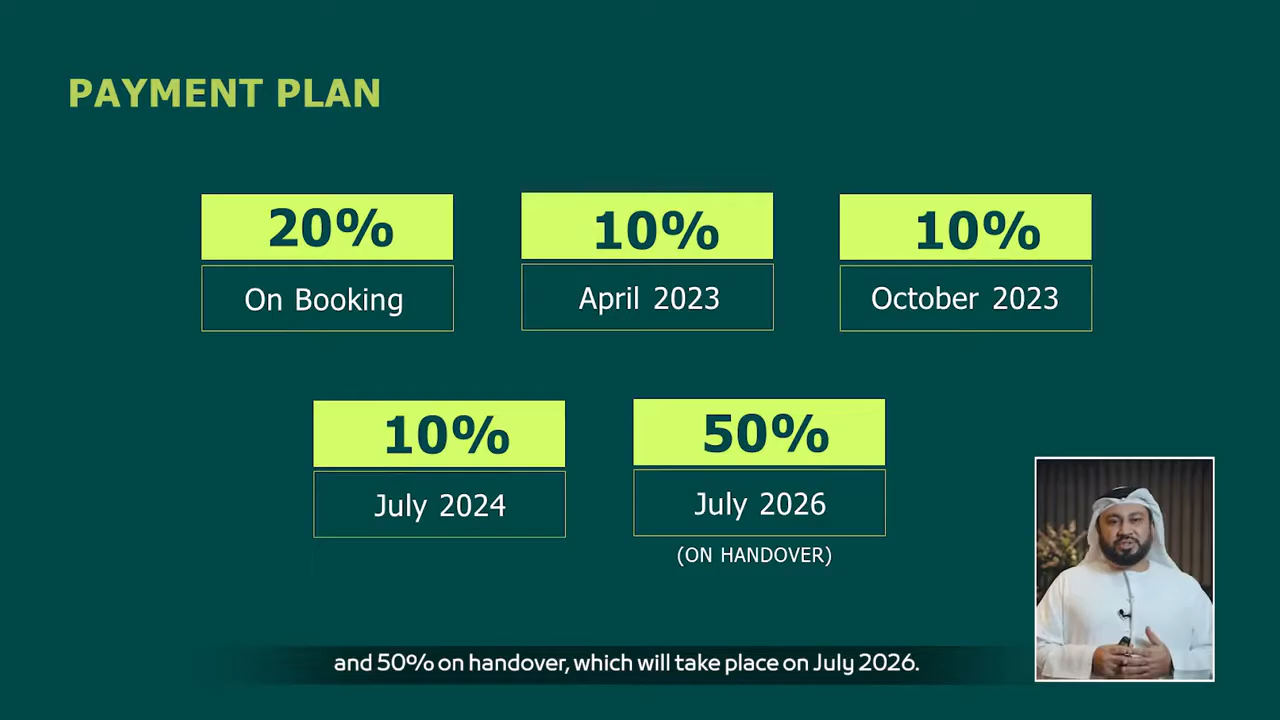 PAYMENT PLAN
20%
On Booking
10%
April 2023
10%
October 2023
10%
July 2024
50%
July 2026
(ON HANDOVER)
and 50% on handover, which will take place on July 2026.